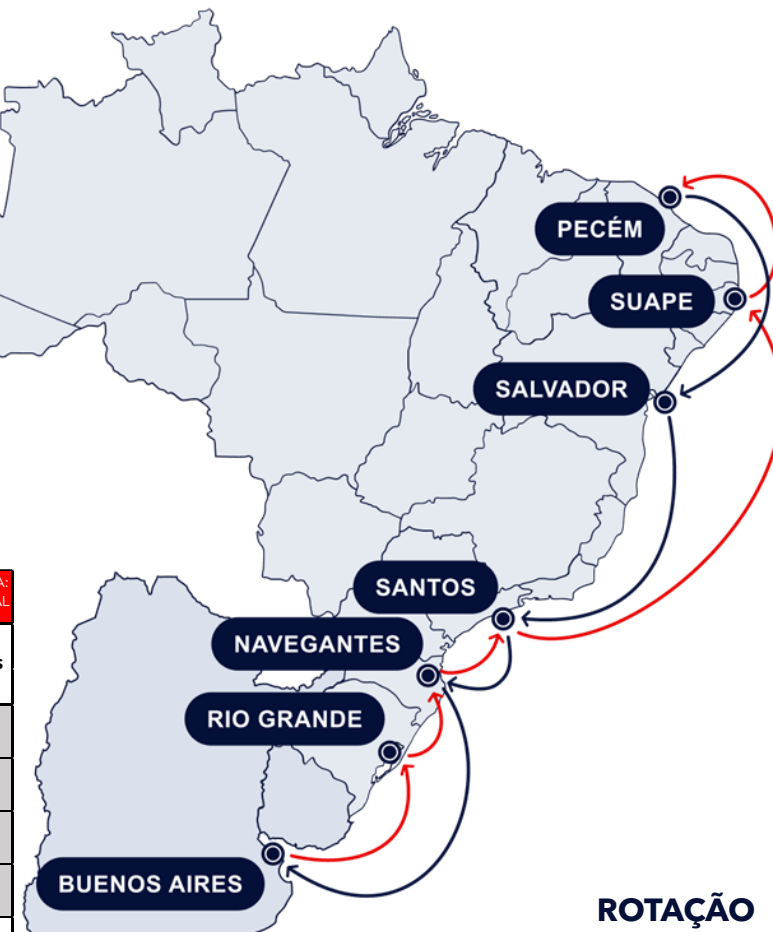 PECÉM
SUAPE
SALVADOR
SANTOS
NAVEGANTES
RIO GRANDE
BUENOS AIRES
ROTAÇÃO